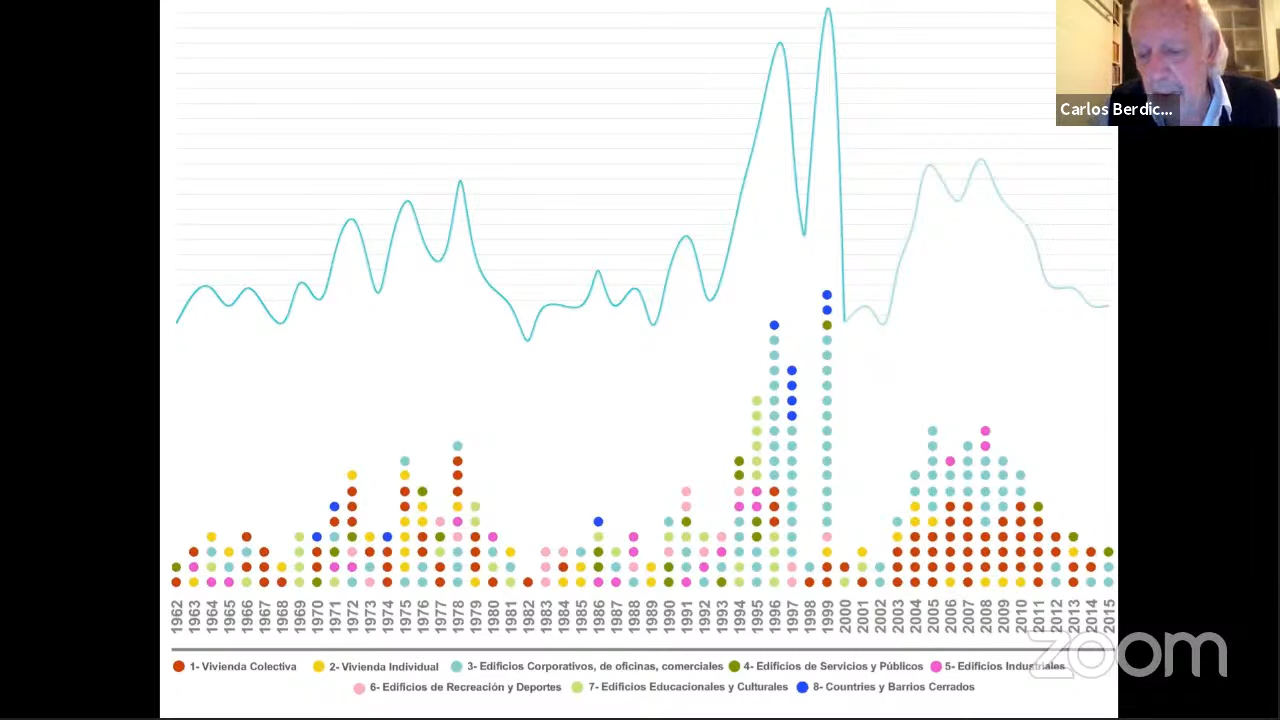 Carlos Berdic...
1962 1963 1964 1965 1966 1967 1968 1969 1970 1971 1972 1973 1974 1975 1976 1977 1978 1979 1980 1981 1982 1983 1984 1985 1986 1987 1988 1989 1990 1991 1992 1993 1994 1995 1996 1997 1998 1999 2000 2001 2002 2003 2004 2005 2006 2007 2008 2009 2010 2011 2012 2013 2014 2015
1- Vivienda Colectiva 2- Vivienda Individual 3- Edificios Corporativos, de oficinas, comerciales 4- Edificios de Servicios y Públicos 5- Edificios Industriales
6- Edificios de Recreación y Deportes 7- Edificios Educacionales y Culturales 8- Countries y Barrios Cerrados
zoom